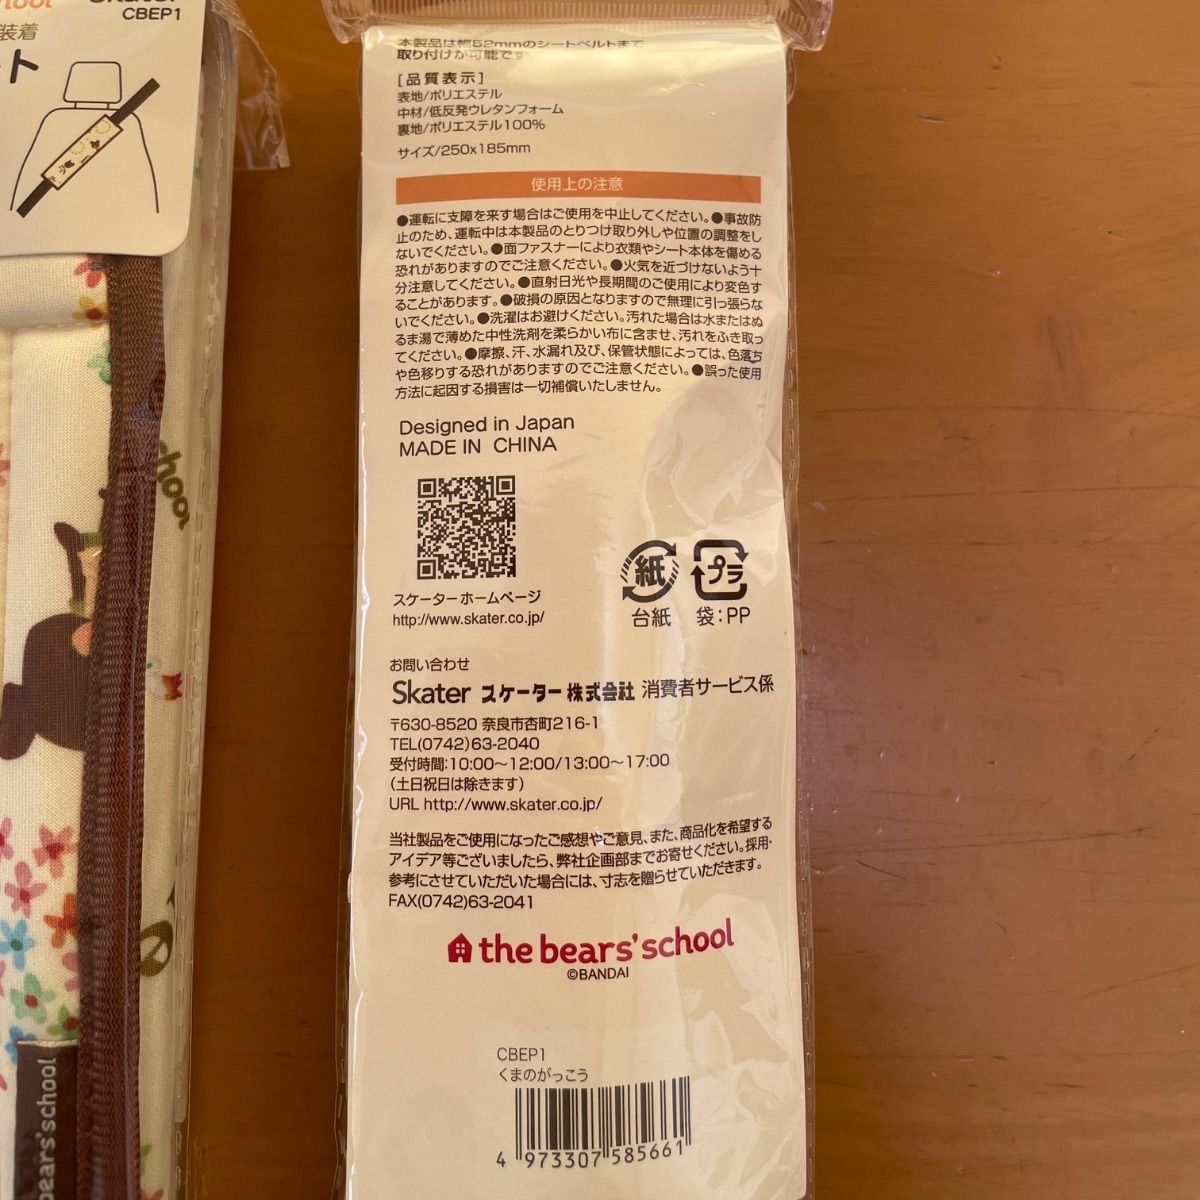 Skater
CBEP1
装着
ット
本製品は幅52mmのシートベルトまで
取り付けが可能です
[品質表示]
表地/ポリエステル
中材/低反発ウレタンフォーム
裏地/ポリエステル100%
サイズ/250x185mm
使用上の注意
●運転に支障を来す場合はご使用を中止してください。●事故防
止のため、運転中は本製品のとりつけ取り外しや位置の調整をし
ないでください。●面ファスナーにより衣類やシート本体を傷める
恐れがありますのでご注意ください。●火気を近づけないよう十
分注意してください。●直射日光や長期間のご使用により変色す
ることがあります。●破損の原因となりますので無理に引っ張らな
いでください。●洗濯はお避けください。汚れた場合は水またはぬ
るま湯で薄めた中性洗剤を柔らかい布に含ませ、汚れをふき取っ
てください。●摩擦、汗、水漏れ及び、保管状態によっては、色落ち
や色移りする恐れがありますのでご注意ください。●誤った使用
方法に起因する損害は一切補償いたしません。
Designed in Japan
MADE IN CHINA
スケーターホームページ
http://www.skater.co.jp/
紙 プラ
台紙 袋:PP
お問い合わせ
Skater スケーター株式会社 消費者サービス係
〒630-8520 奈良市杏町216-1
TEL(0742)63-2040
受付時間:10:00〜12:00/13:00〜17:00
(土日祝日は除きます)
URL http://www.skater.co.jp/
当社製品をご使用になったご感想やご意見、また、商品化を希望する
アイデア等ございましたら、弊社企画部までお寄せください。採用・
参考にさせていただいた場合には、寸志を贈らせていただきます。
FAX(0742)63-2041
the bears' school
©BANDAI
CBEP1
くまのがっこう
4 973307 585661
school
bears' school